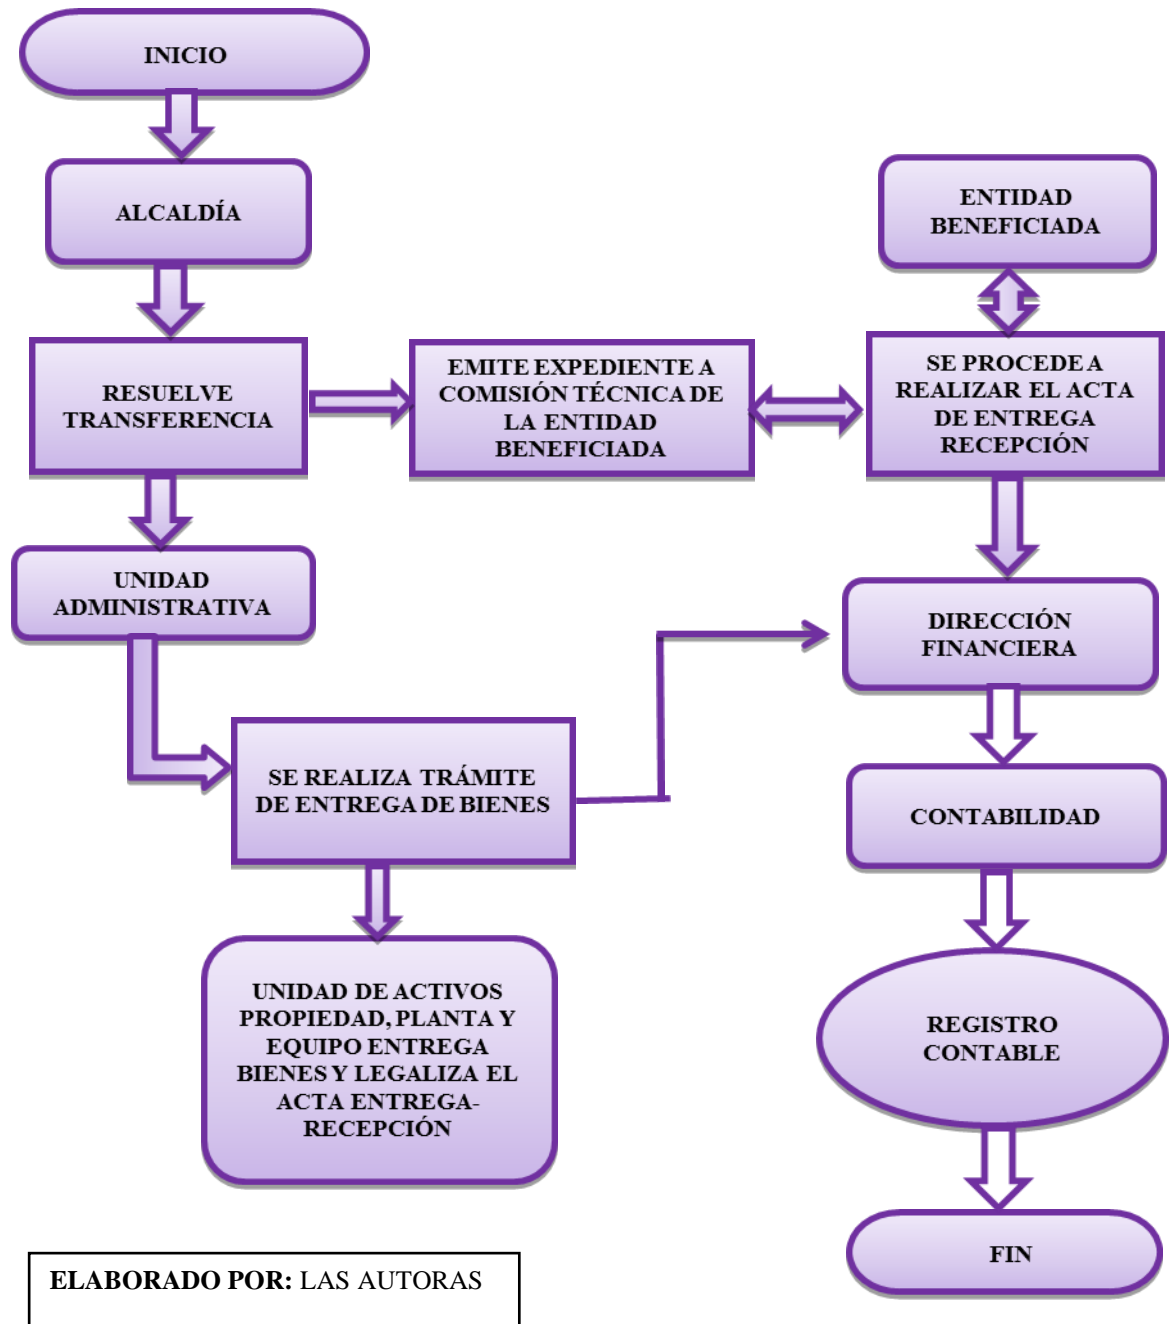 INICIO
ALCALDÍA
ENTIDAD
BENEFICIADA
RESUELVE
TRANSFERENCIA
EMITE EXPEDIENTE A
COMISIÓN TÉCNICA DE
LA ENTIDAD
BENEFICIADA
SE PROCEDE A
REALIZAR EL ACTA
DE ENTREGA
RECEPCIÓN
UNIDAD
ADMINISTRATIVA
DIRECCIÓN
FINANCIERA
SE REALIZA TRÁMITE
DE ENTREGA DE BIENES
CONTABILIDAD
UNIDAD DE ACTIVOS
PROPIEDAD, PLANTA Y
EQUIPO ENTREGA
BIENES Y LEGALIZA EL
ACTA ENTREGA-
RECEPCIÓN
REGISTRO
CONTABLE
FIN
ELABORADO POR: LAS AUTORAS